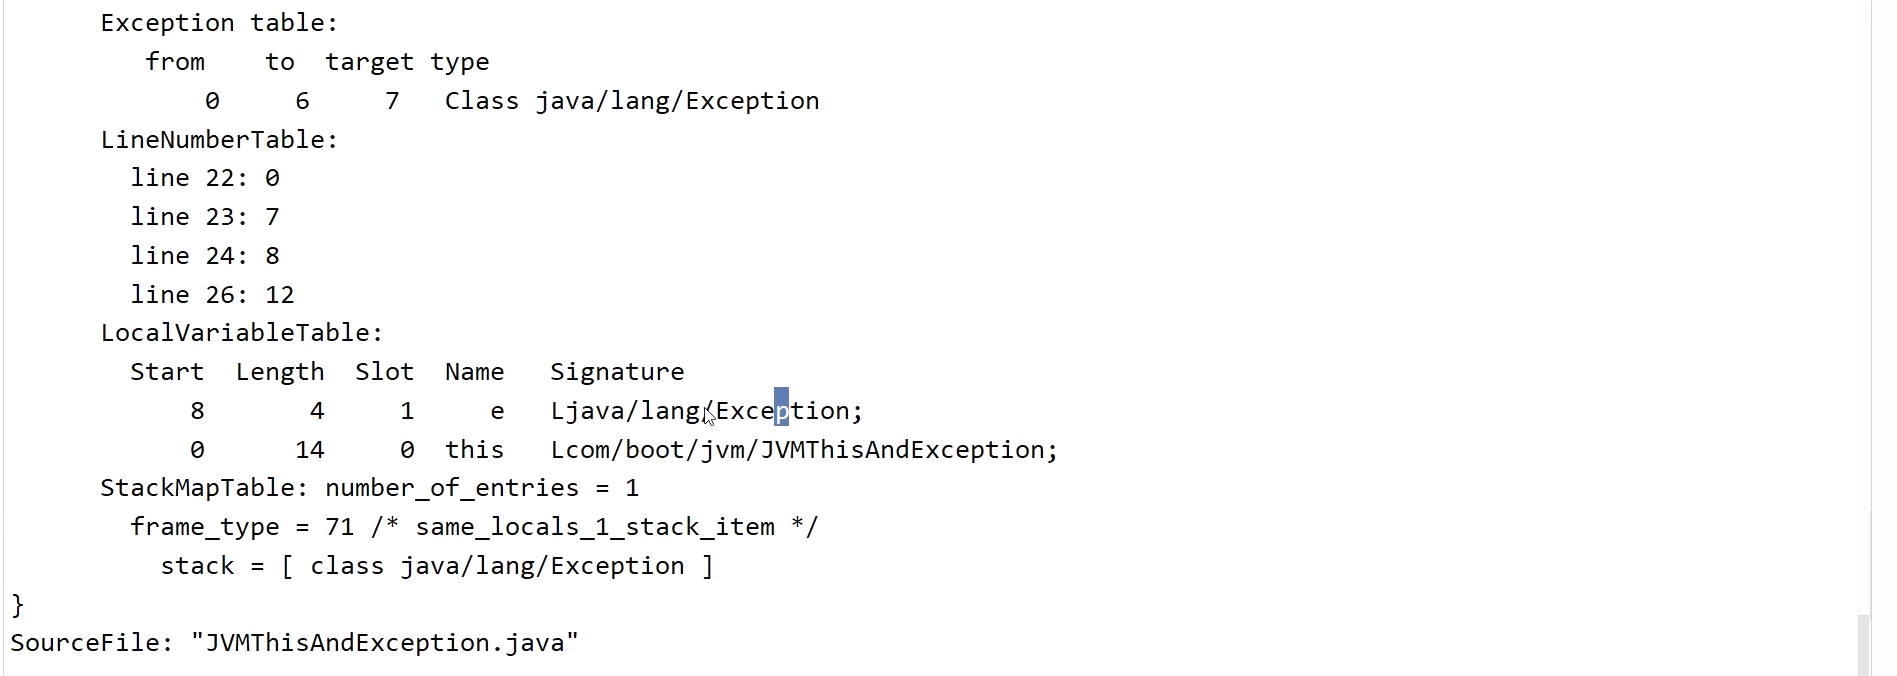 Exception table:
from to target type
0 6 7 Class java/lang/Exception
LineNumberTable:
line 22: 0
line 23: 7
line 24: 8
line 26: 12
LocalVariableTable:
Start Length Slot Name Signature
8 4 1 e Ljava/lang/Exception;
0 14 0 this Lcom/boot/jvm/JVMThisAndException;
StackMapTable: number_of_entries = 1
frame_type = 71 /* same_locals_1_stack_item */
stack = [ class java/lang/Exception ]
}
SourceFile: "JVMThisAndException.java"